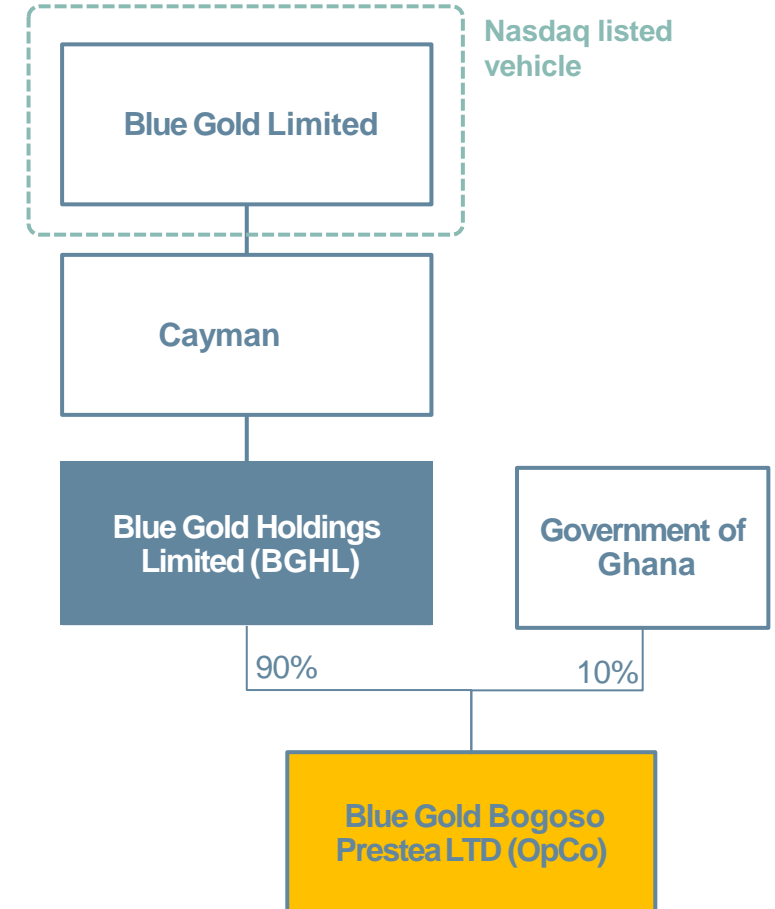 Nasdaq listed
vehicle
Blue Gold Limited
Cayman
Blue Gold Holdings
Limited (BGHL)
Government of
Ghana
90%
10%
Blue Gold Bogoso
Prestea LTD (OpCo)